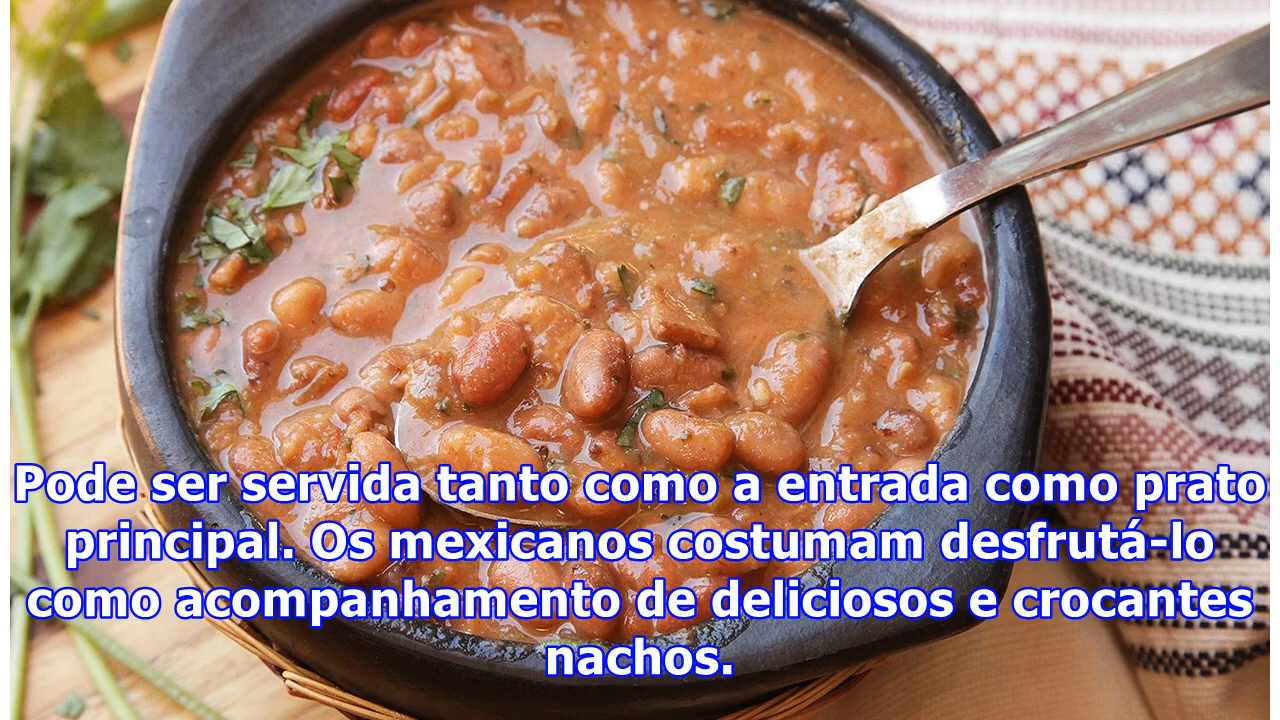 Pode ser servida tanto como a entrada como prato
principal. Os mexicanos costumam desfrutá-lo
como acompanhamento de deliciosos e crocantes
nachos.